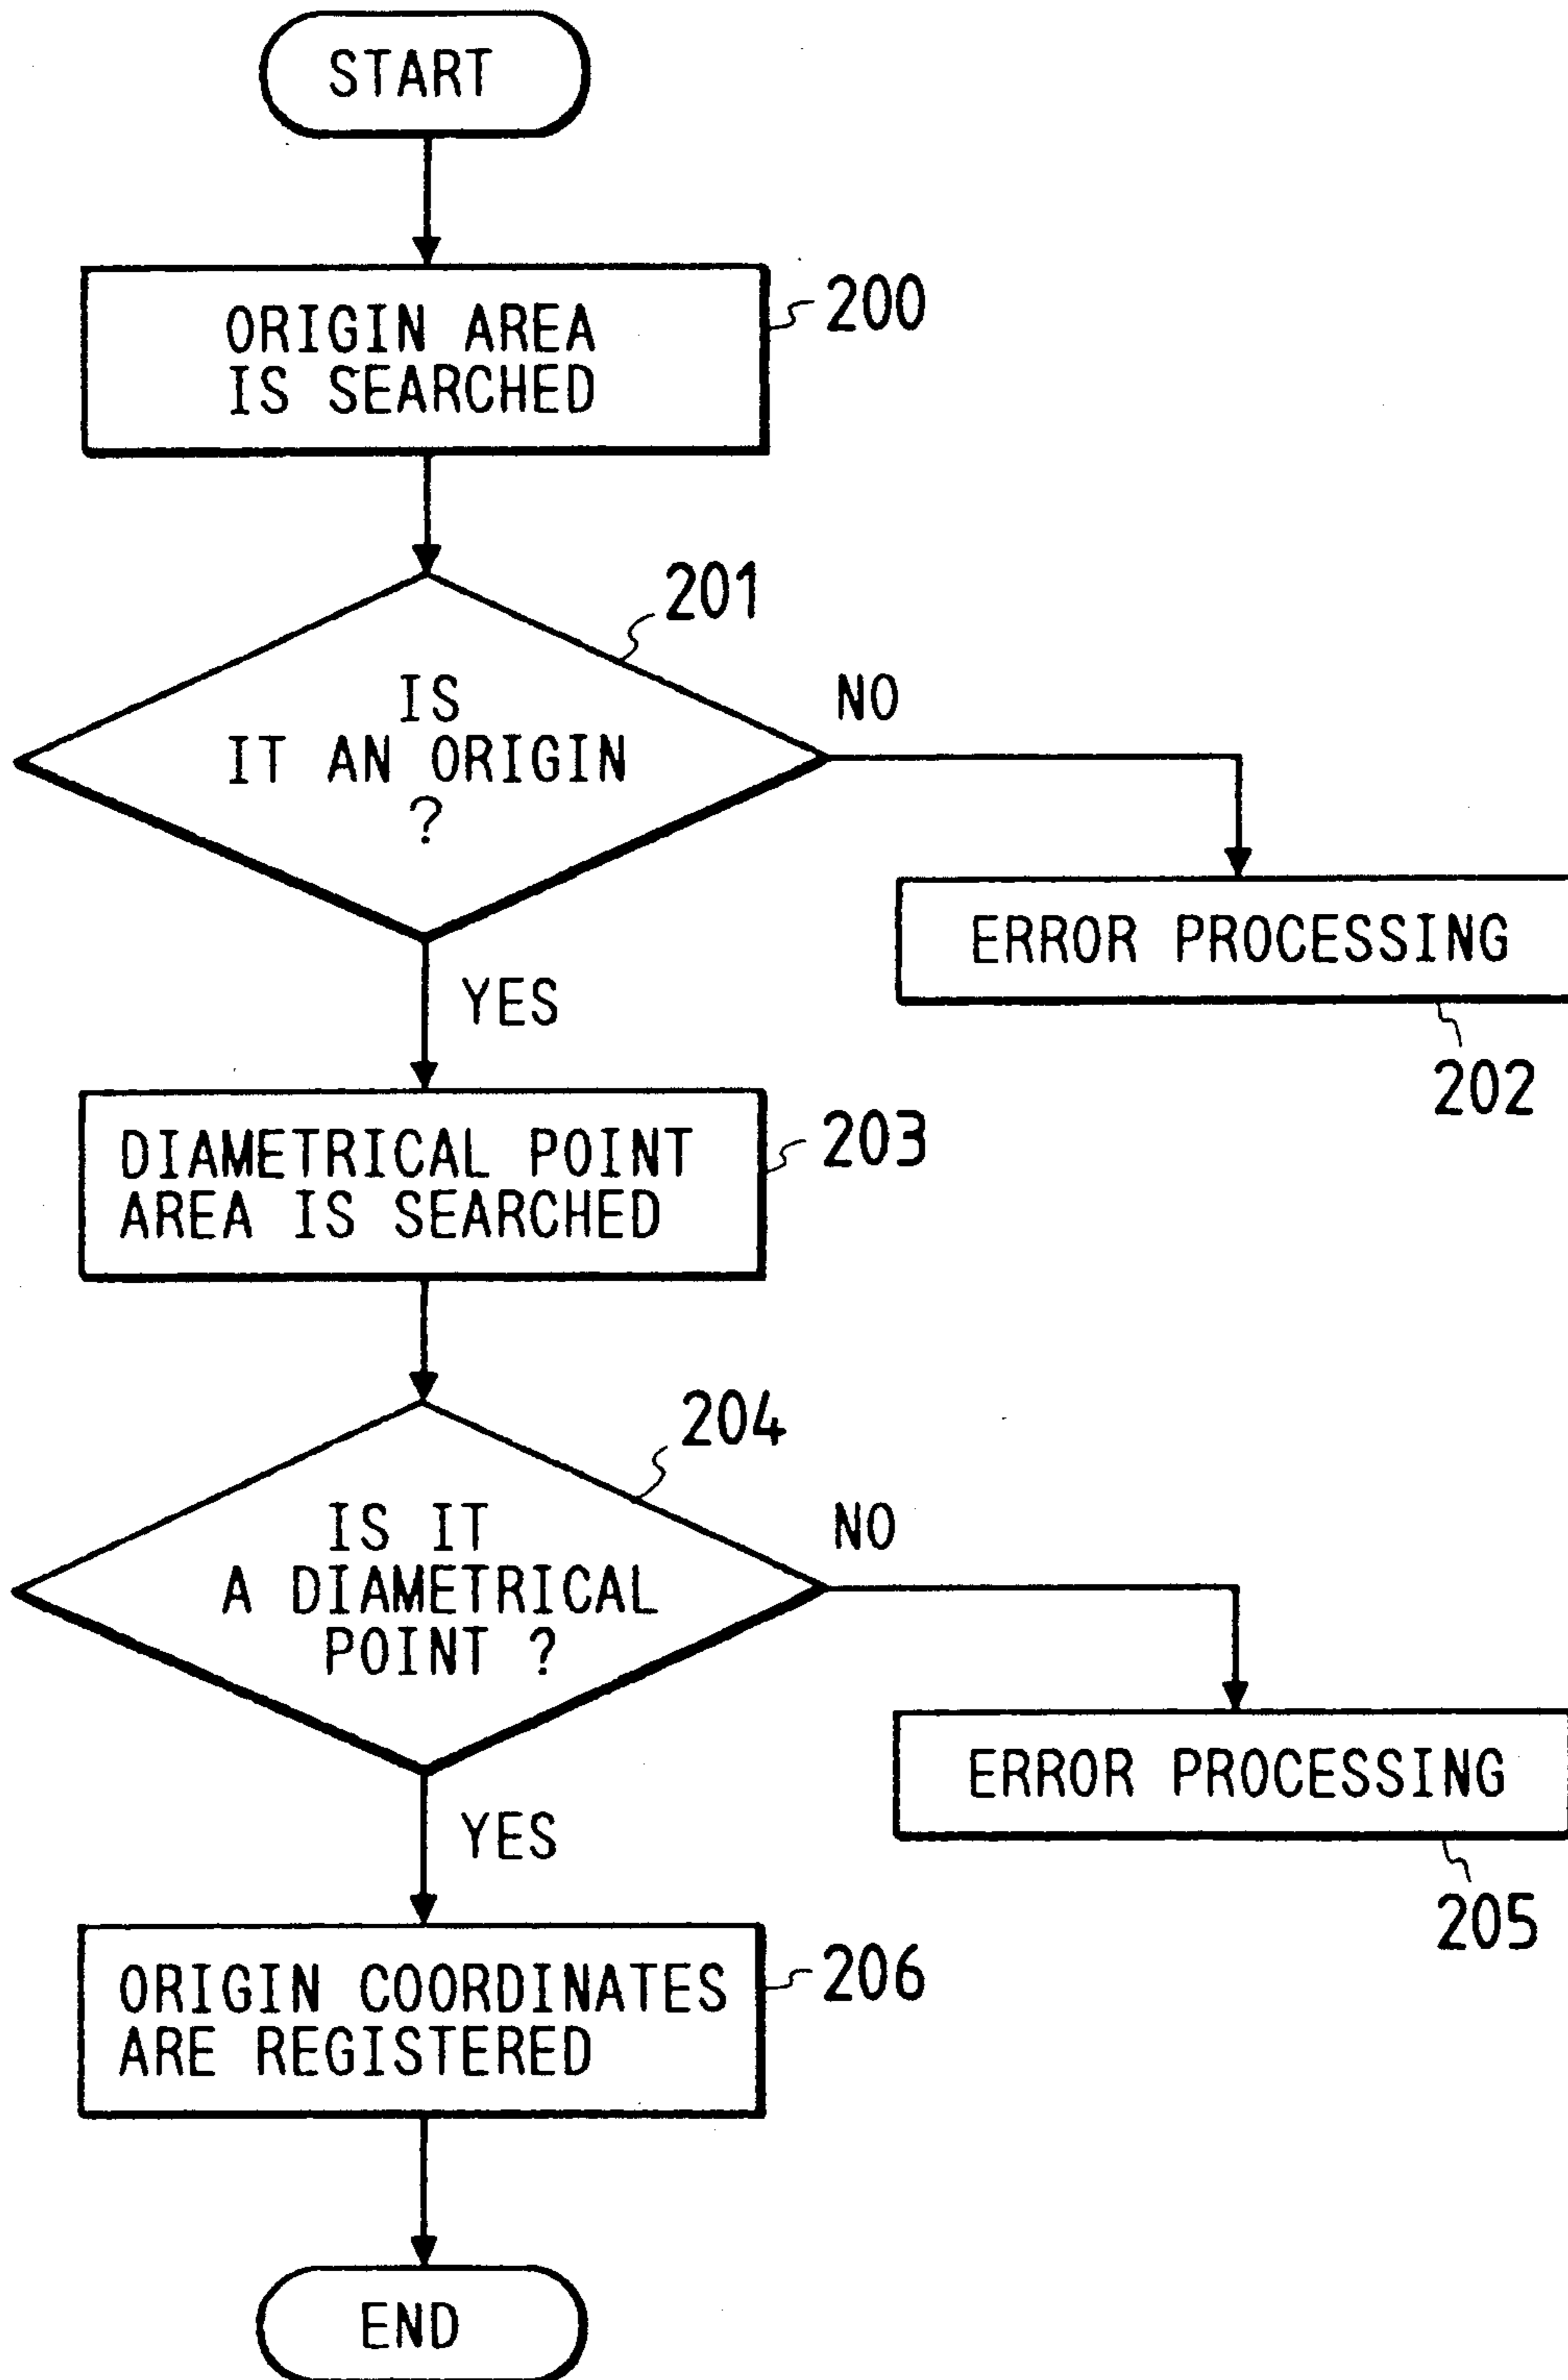 START
ORIGIN AREA
IS SEARCHED
200
201
IS
IT AN ORIGIN
?
NO
ERROR PROCESSING
202
YES
DIAMETRICAL POINT
AREA IS SEARCHED
203
204
IS IT
A DIAMETRICAL
POINT ?
NO
ERROR PROCESSING
205
YES
ORIGIN COORDINATES
ARE REGISTERED
206
END